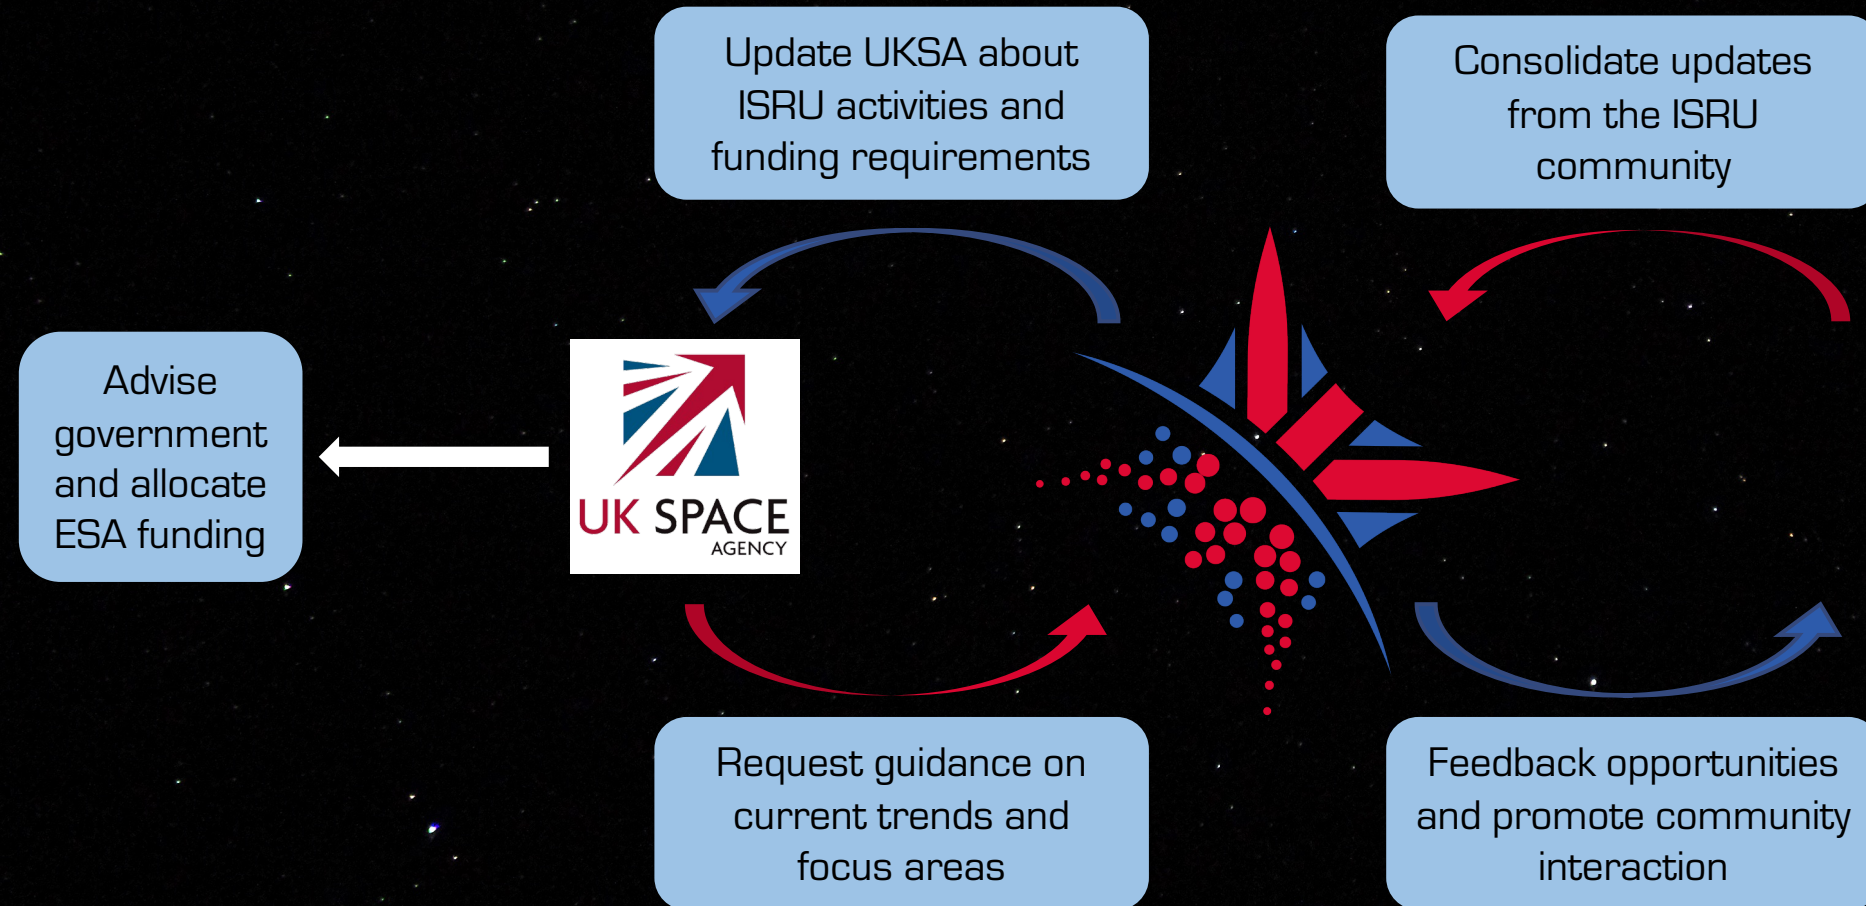 Update UKSA about
ISRU activities and
funding requirements
Consolidate updates
from the ISRU
community
Advise
government
and allocate
ESA funding
UK SPACE
AGENCY
Request guidance on
current trends and
focus areas
Feedback opportunities
and promote community
interaction